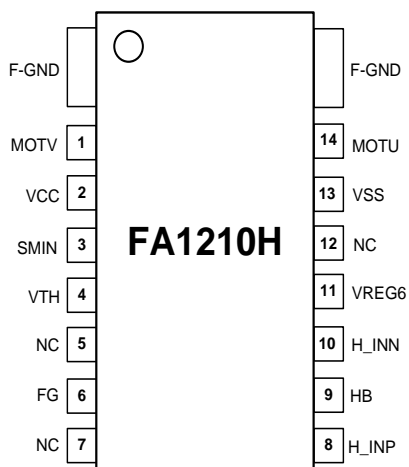 F-GND F-GND
MOTV 1 14 MOTU
VCC 2 13 VSS
SMIN 3 12 NC
FA1210H
VTH 4 11 VREG6
NC 5 10 H_INN
FG 6 9 HB
NC 7 8 H_INP